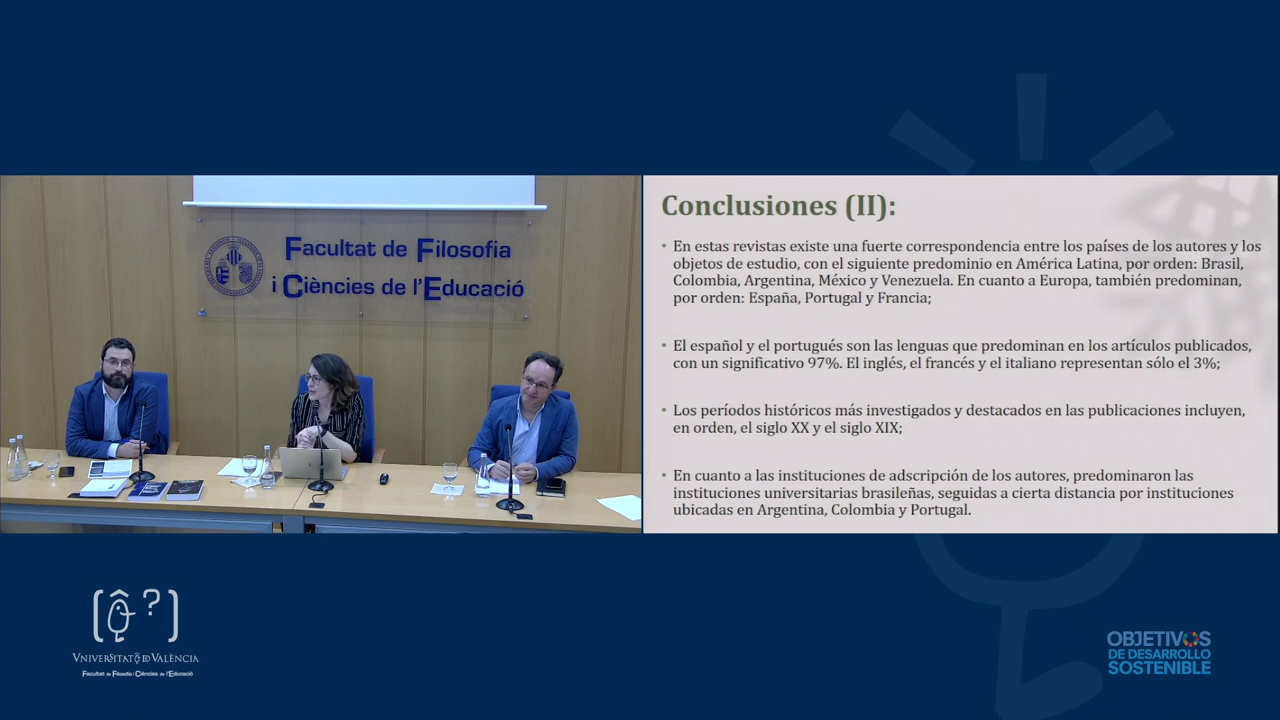 Facultat de Filosofia
i Ciències de l'Educació
Conclusiones (II):
• En estas revistas existe una fuerte correspondencia entre los países de los autores y los
objetos de estudio, con el siguiente predominio en América Latina, por orden: Brasil,
Colombia, Argentina, México y Venezuela. En cuanto a Europa, también predominan,
por orden: España, Portugal y Francia;
• El español y el portugués son las lenguas que predominan en los artículos publicados,
con un significativo 97%. El inglés, el francés y el italiano representan sólo el 3%;
• Los períodos históricos más investigados y destacados en las publicaciones incluyen,
en orden, el siglo XX y el siglo XIX;
• En cuanto a las instituciones de adscripción de los autores, predominaron las
instituciones universitarias brasileñas, seguidas a cierta distancia por instituciones
ubicadas en Argentina, Colombia y Portugal.
VNIVERSITATӦDVALÈNCIA
Facultat de Filosofia i Ciències de l'Educació
OBJETIVOS
DE DESARROLLO
SOSTENIBLE